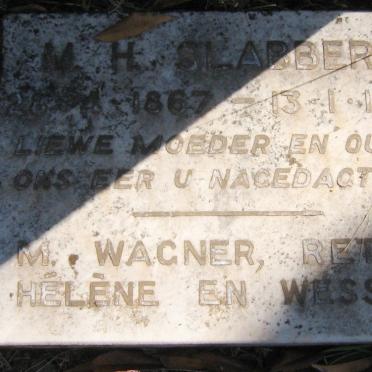 M. H. SLABBER
1867 – 13·1·1
LIEWE MOEDER EN OU
ONS EER U NAGEDACT
M. WAGNER, RE
HÉLÈNE EN WESS